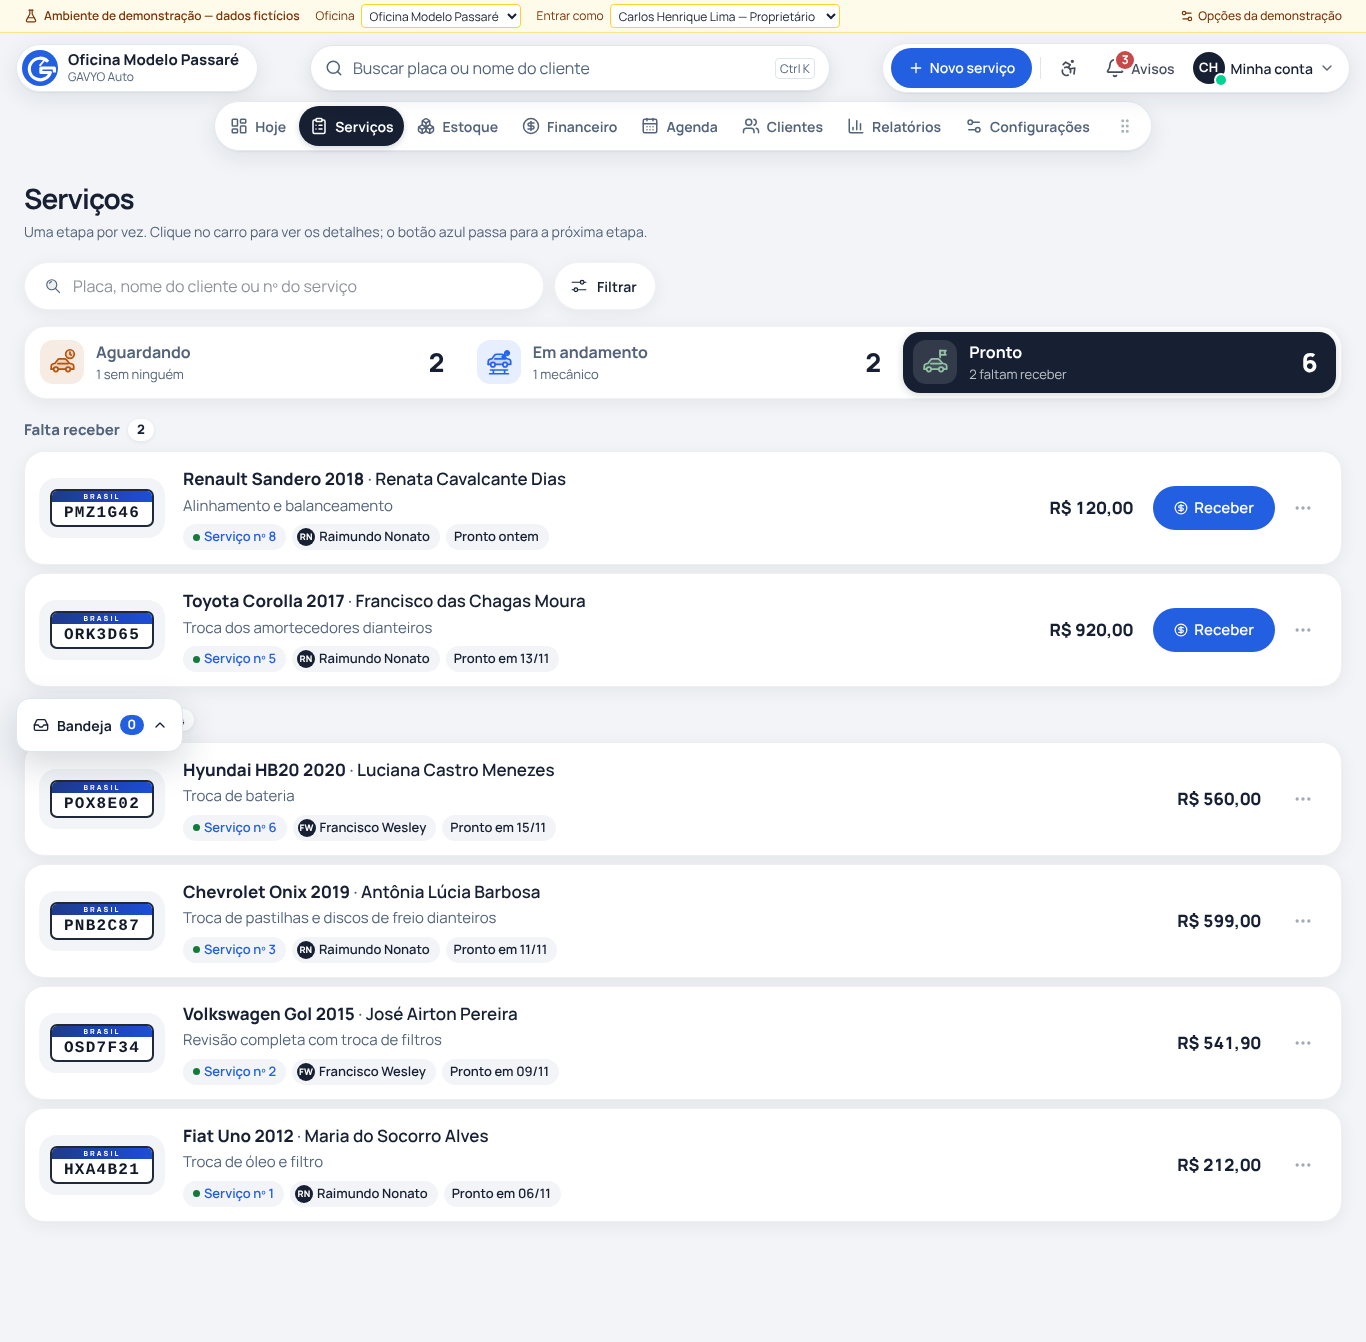 Ambiente de demonstração — dados fictícios Oficina Oficina Modelo Passaré Entrar como Carlos Henrique Lima — Proprietário Opções da demonstração
Oficina Modelo Passaré
GAVYO Auto
Buscar placa ou nome do cliente Ctrl K
Novo serviço
3
Avisos
CH
Minha conta
Hoje Serviços Estoque Financeiro Agenda Clientes Relatórios Configurações
Serviços
Uma etapa por vez. Clique no carro para ver os detalhes; o botão azul passa para a próxima etapa.
Placa, nome do cliente ou nº do serviço
Filtrar
Aguardando
1 sem ninguém
2
Em andamento
1 mecânico
2
Pronto
2 faltam receber
6
Falta receber 2
BRASIL
PMZ1G46
Renault Sandero 2018 · Renata Cavalcante Dias
Alinhamento e balanceamento
Serviço nº 8 RN Raimundo Nonato Pronto ontem
R$ 120,00 Receber
BRASIL
ORK3D65
Toyota Corolla 2017 · Francisco das Chagas Moura
Troca dos amortecedores dianteiros
Serviço nº 5 RN Raimundo Nonato Pronto em 13/11
R$ 920,00 Receber
Bandeja 0
BRASIL
POX8E02
Hyundai HB20 2020 · Luciana Castro Menezes
Troca de bateria
Serviço nº 6 FW Francisco Wesley Pronto em 15/11
R$ 560,00
BRASIL
PNB2C87
Chevrolet Onix 2019 · Antônia Lúcia Barbosa
Troca de pastilhas e discos de freio dianteiros
Serviço nº 3 RN Raimundo Nonato Pronto em 11/11
R$ 599,00
BRASIL
OSD7F34
Volkswagen Gol 2015 · José Airton Pereira
Revisão completa com troca de filtros
Serviço nº 2 FW Francisco Wesley Pronto em 09/11
R$ 541,90
BRASIL
HXA4B21
Fiat Uno 2012 · Maria do Socorro Alves
Troca de óleo e filtro
Serviço nº 1 RN Raimundo Nonato Pronto em 06/11
R$ 212,00